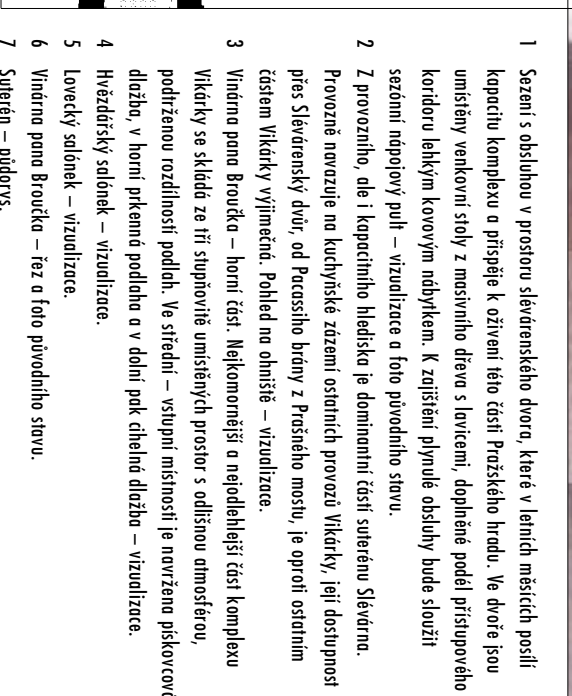 1 Sezení s obsluhou v prostoru slévárenského dvora, které v letních měsících posílí
kapacitu komplexu a přispěje k oživení této části Pražského hradu. Ve dvoře jsou
umístěny venkovní stoly z masivního dřeva s lavicemi, doplněné podél přístupového
koridoru lehkým kovovým nábytkem. K zajištění plynulé obsluhy bude sloužit
sezónní nápojový pult – vizualizace a foto původního stavu.
2 Z provozního, ale i kapacitního hlediska je dominantní částí suterénu Slévárna.
Provozně navazuje na kuchyňské zázemí ostatních provozů Vikárky, její dostupnost
přes Slévárenský dvůr, od Pacassiho brány z Prašného mostu, je oproti ostatním
částem Vikárky výjimečná. Pohled na ohniště – vizualizace.
3 Vinárna pana Broučka – horní část. Nejkomornější a nejodlehlejší část komplexu
Vikárky se skládá ze tří stupňovitě umístěných prostor s odlišnou atmosférou,
podtrženou rozdílností podlah. Ve střední – vstupní místnosti je navržena pískovcová
dlažba, v horní prkenná podlaha a v dolní pak cihelná dlažba – vizualizace.
4 Hvězdářský salónek – vizualizace.
5 Lovecký salónek – vizualizace.
6 Vinárna pana Broučka – řez a foto původního stavu.
7 Suterén – půdorys.